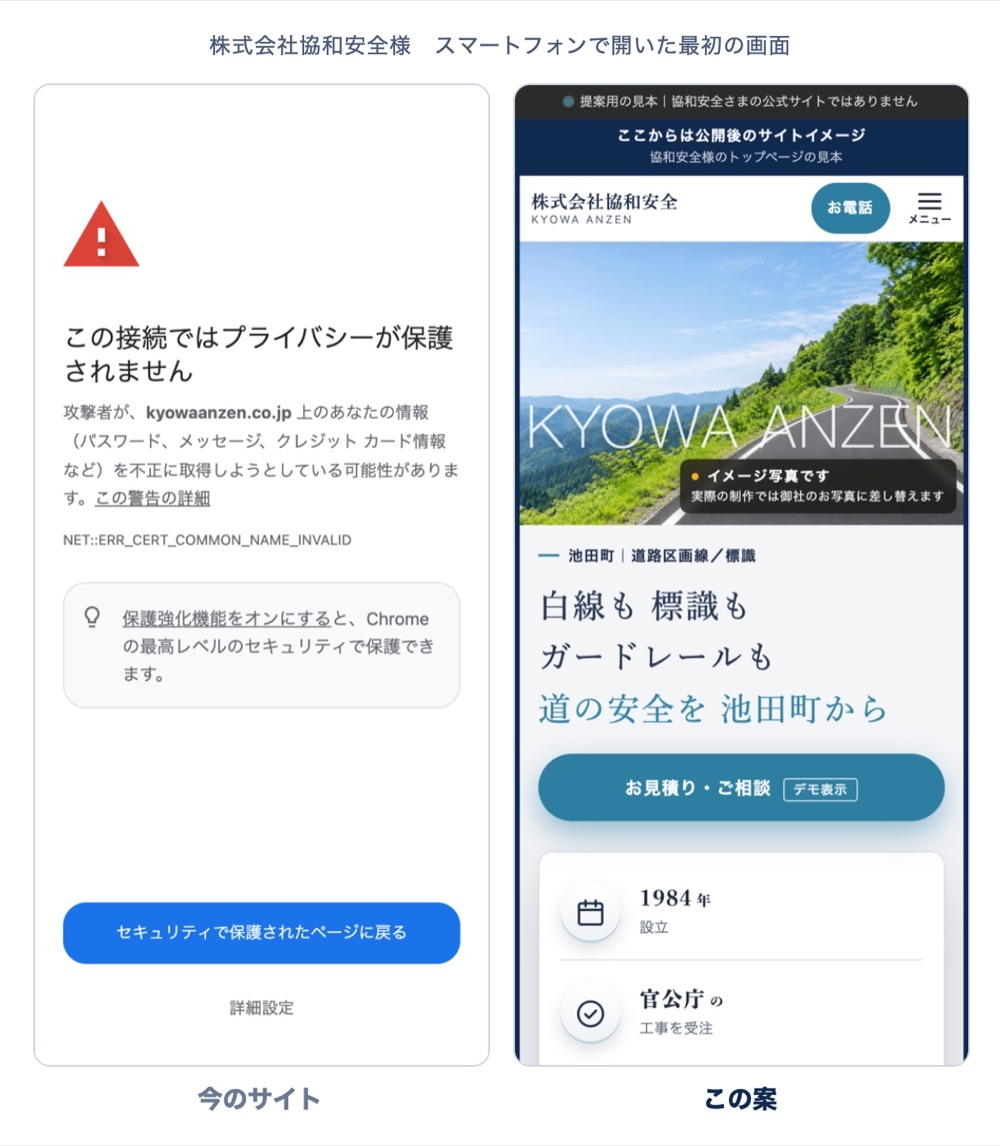 株式会社協和安全様　スマートフォンで開いた最初の画面
この接続ではプライバシーが保護
されません
攻撃者が、kyowaanzen.co.jp 上のあなたの情報
（パスワード、メッセージ、クレジット カード情報
など）を不正に取得しようとしている可能性がありま
す。この警告の詳細
NET::ERR_CERT_COMMON_NAME_INVALID
保護強化機能をオンにすると、Chrome
の最高レベルのセキュリティで保護でき
ます。
セキュリティで保護されたページに戻る
詳細設定
今のサイト
提案用の見本｜協和安全さまの公式サイトではありません
ここからは公開後のサイトイメージ
協和安全様のトップページの見本
株式会社協和安全
KYOWA ANZEN
お電話
メニュー
KYOWA ANZEN
イメージ写真です
実際の制作では御社のお写真に差し替えます
池田町｜道路区画線／標識
白線も 標識も
ガードレールも
道の安全を 池田町から
お見積り・ご相談 デモ表示
1984 年
設立
官公庁 の
工事を受注
この案